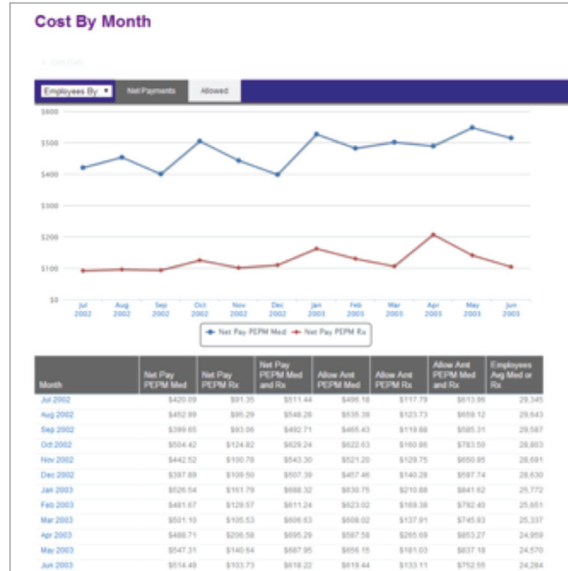 Cost By Month
Employees By: Net Payments Allowed
$600
$500
$400
$300
$200
$100
$0
Jul 2002 Aug 2002 Sep 2002 Oct 2002 Nov 2002 Dec 2002 Jan 2003 Feb 2003 Mar 2003 Apr 2003 May 2003 Jun 2003
Net Pay PEPM Med Net Pay PEPM Rx
Month Net Pay PEPM Med Net Pay PEPM Rx Net Pay PEPM Med and Rx Allow Amt PEPM Med Allow Amt PEPM Rx Allow Amt PEPM Med and Rx Employees Avg Med or Rx
Jul 2002 $420.09 $91.35 $511.44 $496.18 $117.79 $613.96 29,345
Aug 2002 $452.99 $95.29 $548.28 $535.39 $123.73 $659.12 29,643
Sep 2002 $399.65 $93.06 $492.71 $465.43 $119.88 $585.31 29,587
Oct 2002 $504.42 $124.82 $629.24 $622.63 $160.86 $783.50 28,803
Nov 2002 $442.52 $100.78 $543.30 $521.20 $129.75 $650.95 28,691
Dec 2002 $397.89 $109.50 $507.39 $457.46 $140.28 $597.74 28,630
Jan 2003 $526.54 $161.78 $688.32 $630.75 $210.88 $841.62 25,772
Feb 2003 $481.67 $129.57 $611.24 $623.02 $169.38 $792.40 25,651
Mar 2003 $501.10 $105.53 $606.63 $608.02 $137.91 $745.93 25,337
Apr 2003 $488.71 $206.58 $695.29 $587.58 $265.69 $853.27 24,959
May 2003 $547.31 $140.64 $687.95 $656.15 $181.03 $837.18 24,570
Jun 2003 $514.49 $103.73 $618.22 $619.44 $133.11 $752.55 24,284